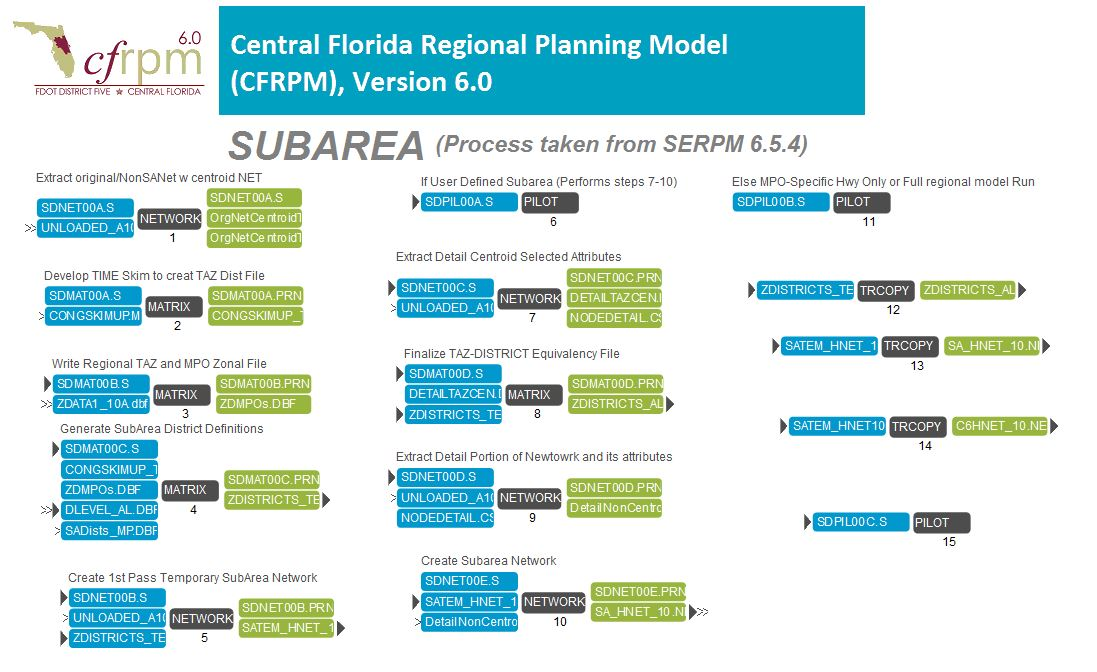 6.0
cfrpm
FDOT DISTRICT FIVE ★ CENTRAL FLORIDA
Central Florida Regional Planning Model
(CFRPM), Version 6.0
SUBAREA (Process taken from SERPM 6.5.4)
Extract original/NonSANet w centroid NET
SDNET00A.S
UNLOADED_A10
NETWORK
1
SDNET00A.S
OrgNetCentroidT
OrgNetCentroidT
Develop TIME Skim to creat TAZ Dist File
SDMAT00A.S
CONGSKIMUP.M
MATRIX
2
SDMAT00A.PRN
CONGSKIMUP_T
Write Regional TAZ and MPO Zonal File
SDMAT00B.S
ZDATA1_10A.dbf
MATRIX
3
SDMAT00B.PRN
ZDMPOs.DBF
Generate SubArea District Definitions
SDMAT00C.S
CONGSKIMUP_T
ZDMPOs.DBF
DLEVEL_AL.DBF
SADists_MP.DBF
MATRIX
4
SDMAT00C.PRN
ZDISTRICTS_TE
Create 1st Pass Temporary SubArea Network
SDNET00B.S
UNLOADED_A10
ZDISTRICTS_TE
NETWORK
5
SDNET00B.PRN
SATEM_HNET_1
If User Defined Subarea (Performs steps 7-10)
SDPIL00A.S
PILOT
6
Extract Detail Centroid Selected Attributes
SDNET00C.S
UNLOADED_A10
NETWORK
7
SDNET00C.PRN
DETAILTAZCEN.D
NODEDETAIL.CS
Finalize TAZ-DISTRICT Equivalency File
SDMAT00D.S
DETAILTAZCEN.D
ZDISTRICTS_TE
MATRIX
8
SDMAT00D.PRN
ZDISTRICTS_AL
Extract Detail Portion of Newtowrk and its attributes
SDNET00D.S
UNLOADED_A10
NODEDETAIL.CS
NETWORK
9
SDNET00D.PRN
DetailNonCentro
Create Subarea Network
SDNET00E.S
SATEM_HNET_1
DetailNonCentro
NETWORK
10
SDNET00E.PRN
SA_HNET_10.NE
Else MPO-Specific Hwy Only or Full regional model Run
SDPIL00B.S
PILOT
11
ZDISTRICTS_TE
TRCOPY
12
ZDISTRICTS_AL
SATEM_HNET_1
TRCOPY
13
SA_HNET_10.NE
SATEM_HNET10
TRCOPY
14
C6HNET_10.NE
SDPIL00C.S
PILOT
15